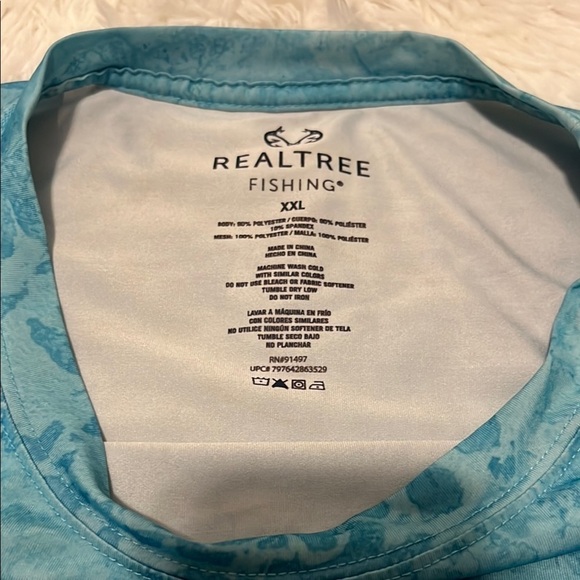 REALTREE
FISHING®
XXL
BODY: 90% POLYESTER / CUERPO: 90% POLIÉSTER
10% SPANDEX
MESH: 100% POLYESTER / MALLA: 100% POLIÉSTER
MADE IN CHINA
HECHO EN CHINA
MACHINE WASH COLD
WITH SIMILAR COLORS
DO NOT USE BLEACH OR FABRIC SOFTENER
TUMBLE DRY LOW
DO NOT IRON
LAVAR A MÁQUINA EN FRÍO
CON COLORES SIMILARES
NO UTILICE NINGÚN SOFTENER DE TELA
TUMBLE SECO BAJO
NO PLANCHAR
RN#91497
UPC# 797642863529